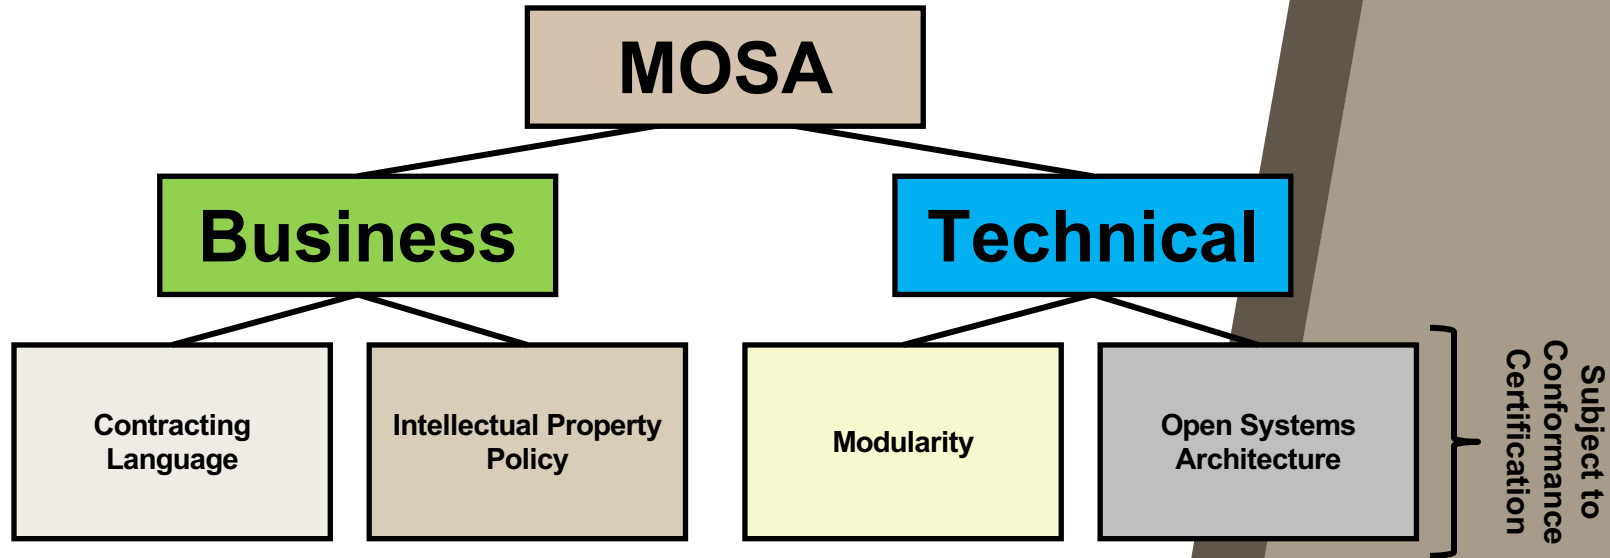 MOSA
Business
Technical
Contracting
Language
Intellectual Property
Policy
Modularity
Open Systems
Architecture
Subject to
Conformance
Certification